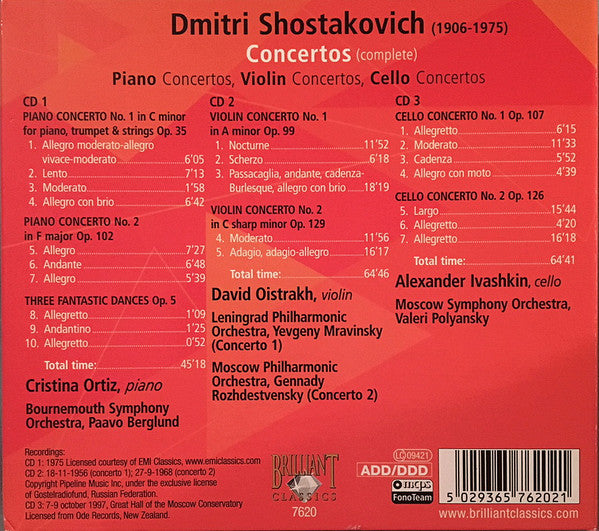 Dmitri Shostakovich (1906-1975)
Concertos (complete)
Piano Concertos, Violin Concertos, Cello Concertos
CD 1
PIANO CONCERTO No. 1 in C minor
for piano, trumpet & strings Op. 35
1. Allegro moderato-allegro
vivace-moderato 6'05
2. Lento 7'13
3. Moderato 1'58
4. Allegro con brio 6'42
PIANO CONCERTO No. 2
in F major Op. 102
5. Allegro 7'27
6. Andante 6'48
7. Allegro 5'39
THREE FANTASTIC DANCES Op. 5
8. Allegretto 1'09
9. Andantino 1'25
10. Allegretto 0'52
Total time: 45'18
Cristina Ortiz, piano
Bournemouth Symphony
Orchestra, Paavo Berglund
CD 2
VIOLIN CONCERTO No. 1
in A minor Op. 99
1. Nocturne 11'52
2. Scherzo 6'18
3. Passacaglia, andante, cadenza-
Burlesque, allegro con brio 18'19
VIOLIN CONCERTO No. 2
in C sharp minor Op. 129
4. Moderato 11'56
5. Adagio, adagio-allegro 16'17
Total time: 64'46
David Oistrakh, violin
Leningrad Philharmonic
Orchestra, Yevgeny Mravinsky
(Concerto 1)
Moscow Philharmonic
Orchestra, Gennady
Rozhdestvensky (Concerto 2)
CD 3
CELLO CONCERTO No. 1 Op. 107
1. Allegretto 6'15
2. Moderato 11'33
3. Cadenza 5'52
4. Allegro con moto 4'39
CELLO CONCERTO No. 2 Op. 126
5. Largo 15'44
6. Allegretto 4'20
7. Allegretto 16'18
Total time: 64'41
Alexander Ivashkin, cello
Moscow Symphony Orchestra,
Valeri Polyansky
Recordings:
CD 1: 1975 Licensed courtesy of EMI Classics, www.emiclassics.com
CD 2: 18-11-1956 (concerto 1); 27-9-1968 (concerto 2)
Copyright Pipeline Music Inc, under the exclusive license
of Gostelradiofund, Russian Federation.
CD 3: 7-9 october 1997, Great Hall of the Moscow Conservatory
Licensed from Ode Records, New Zealand.
BRILLIANT
CLASSICS
7620
LC 09421
ADD/DDD
mcps
FonoTeam
5 029365 762021
www.brilliantclassics.com